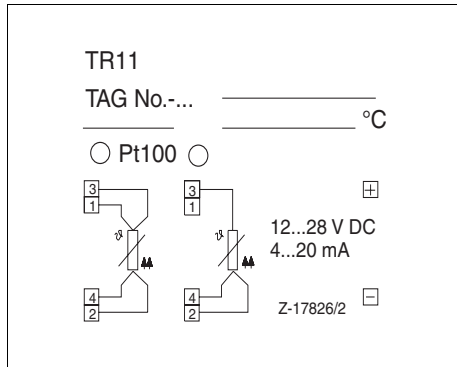 TR11
TAG No.-...
°C
Pt100
3 3 +
1 1
12...28 V DC
ϑ ϑ
4...20 mA
4 4 −
2 2 Z-17826/2